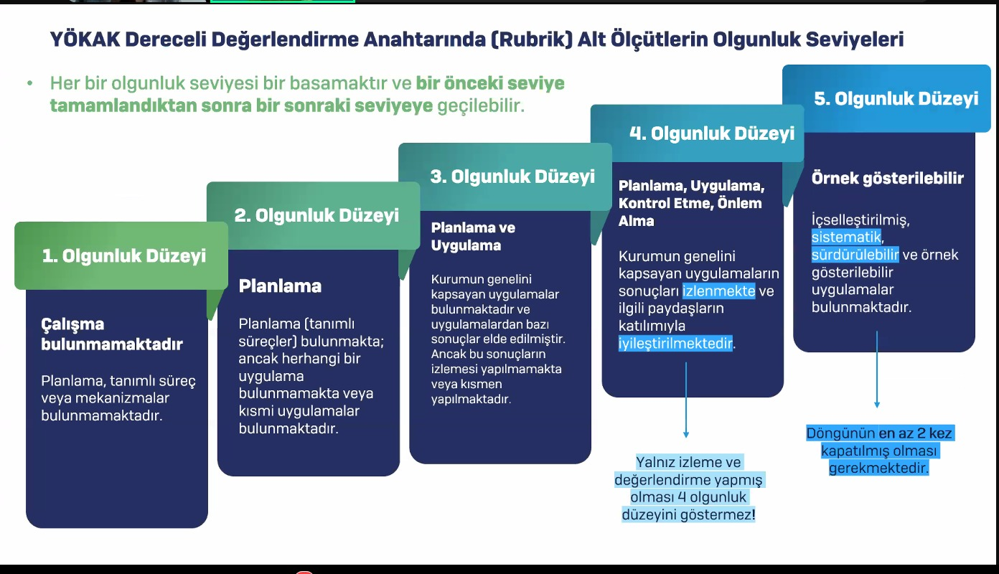 YÖKAK Dereceli Değerlendirme Anahtarında (Rubrik) Alt Ölçütlerin Olgunluk Seviyeleri
• Her bir olgunluk seviyesi bir basamaktır ve bir önceki seviye
tamamlandıktan sonra bir sonraki seviyeye geçilebilir.
1. Olgunluk Düzeyi
Çalışma
bulunmamaktadır
Planlama, tanımlı süreç
veya mekanizmalar
bulunmamaktadır.
2. Olgunluk Düzeyi
Planlama
Planlama (tanımlı
süreçler) bulunmakta;
ancak herhangi bir
uygulama
bulunmamakta veya
kısmi uygulamalar
bulunmaktadır.
3. Olgunluk Düzeyi
Planlama ve
Uygulama
Kurumun genelini
kapsayan uygulamalar
bulunmaktadır ve
uygulamalardan bazı
sonuçlar elde edilmiştir.
Ancak bu sonuçların
izlemesi yapılmamakta
veya kısmen
yapılmaktadır.
4. Olgunluk Düzeyi
Planlama, Uygulama,
Kontrol Etme, Önlem
Alma
Kurumun genelini
kapsayan uygulamaların
sonuçları izlenmekte ve
ilgili paydaşların
katılımıyla
iyileştirilmektedir.
Yalnız izleme ve
değerlendirme yapmış
olması 4 olgunluk
düzeyini göstermez!
5. Olgunluk Düzeyi
Örnek gösterilebilir
İçselleştirilmiş,
sistematik,
sürdürülebilir ve örnek
gösterilebilir
uygulamalar
bulunmaktadır.
Döngünün en az 2 kez
kapatılmış olması
gerekmektedir.